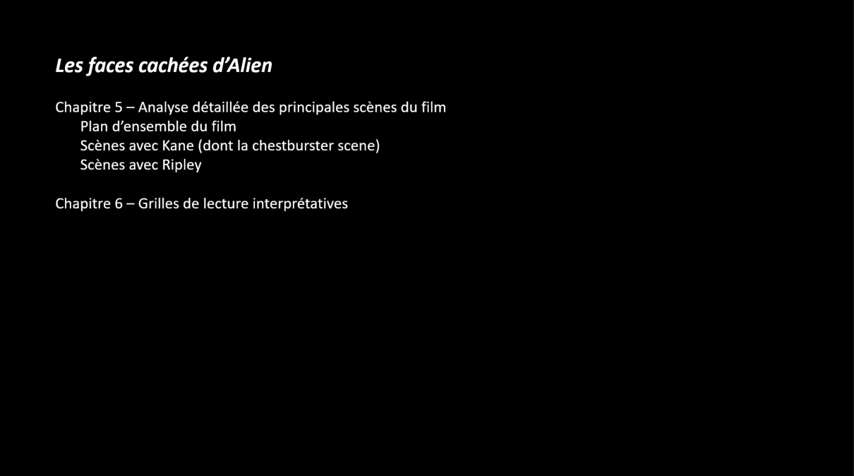 Les faces cachées d’Alien
Chapitre 5 – Analyse détaillée des principales scènes du film
Plan d’ensemble du film
Scènes avec Kane (dont la chestburster scene)
Scènes avec Ripley
Chapitre 6 – Grilles de lecture interprétatives